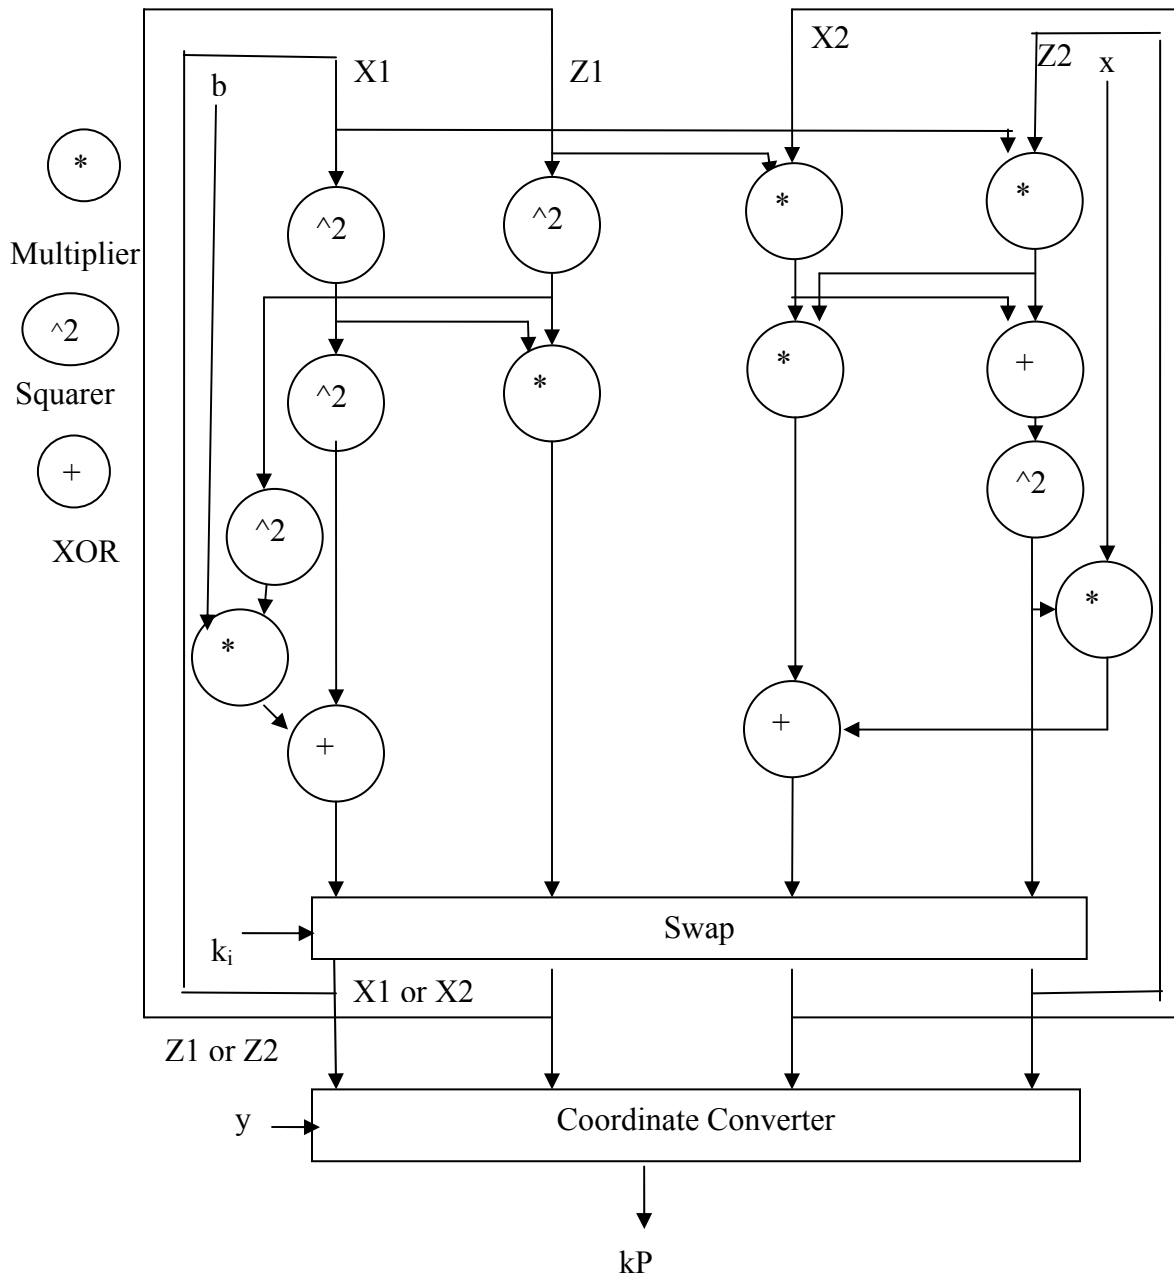 X2
Z2
x
X1
Z1
b
*
*
*
^2
^2
Multiplier
^2
*
+
Squarer
^2
*
+
^2
^2
XOR
*
*
+
+
Swap
ki
X1 or X2
Z1 or Z2
y
Coordinate Converter
kP